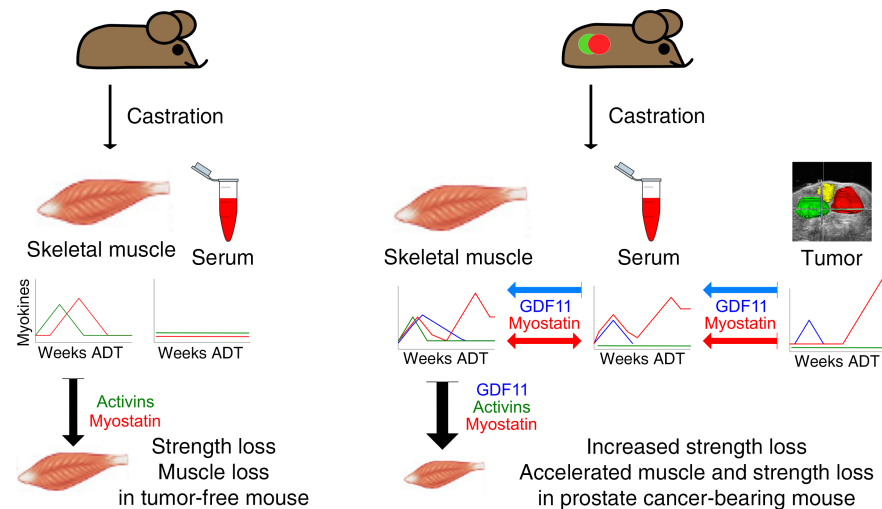 Castration
Skeletal muscle
Serum
Myokines
Weeks ADT
Weeks ADT
Activins
Myostatin
Strength loss
Muscle loss
in tumor-free mouse
Castration
Skeletal muscle
Serum
Tumor
GDF11
Myostatin
GDF11
Myostatin
Weeks ADT
Weeks ADT
Weeks ADT
GDF11
Activins
Myostatin
Increased strength loss
Accelerated muscle and strength loss
in prostate cancer-bearing mouse